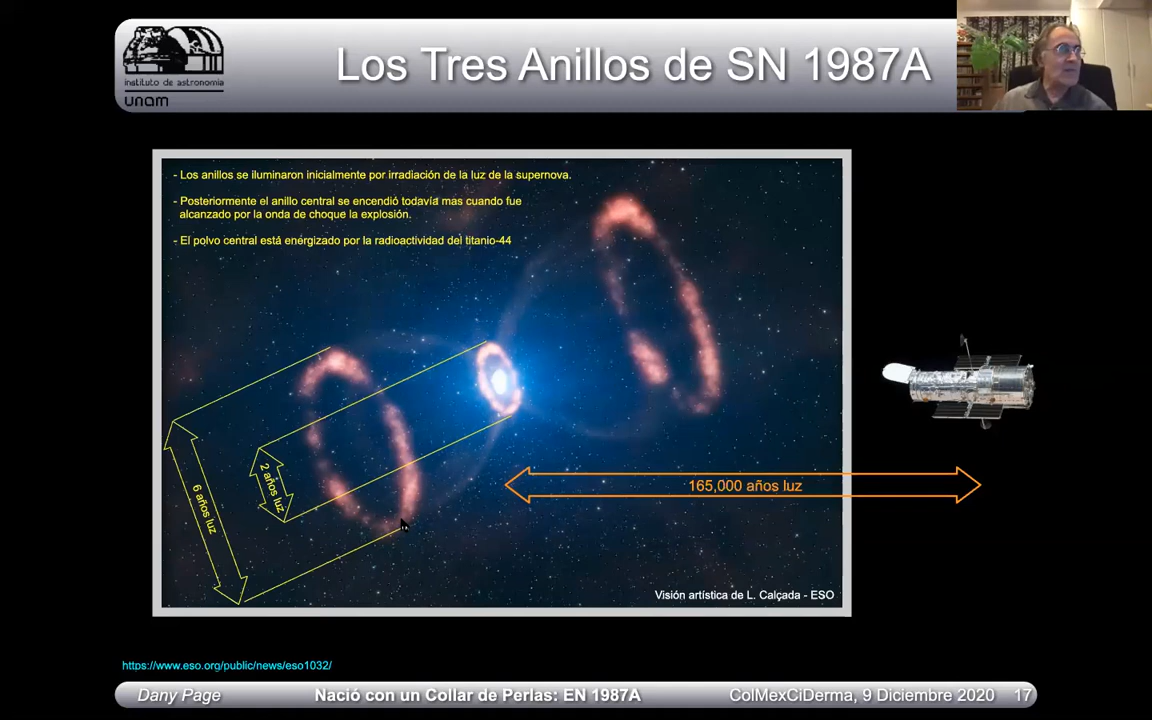 instituto de astronomía
unam
Los Tres Anillos de SN 1987A
- Los anillos se iluminaron inicialmente por irradiación de la luz de la supernova.
- Posteriormente el anillo central se encendió todavía mas cuando fue
alcanzado por la onda de choque la explosión.
- El polvo central está energizado por la radioactividad del titanio-44
6 años luz
2 años luz
165,000 años luz
Visión artística de L. Calçada - ESO
https://www.eso.org/public/news/eso1032/
Dany Page
Nació con un Collar de Perlas: EN 1987A
ColMexCiDerma, 9 Diciembre 2020 17